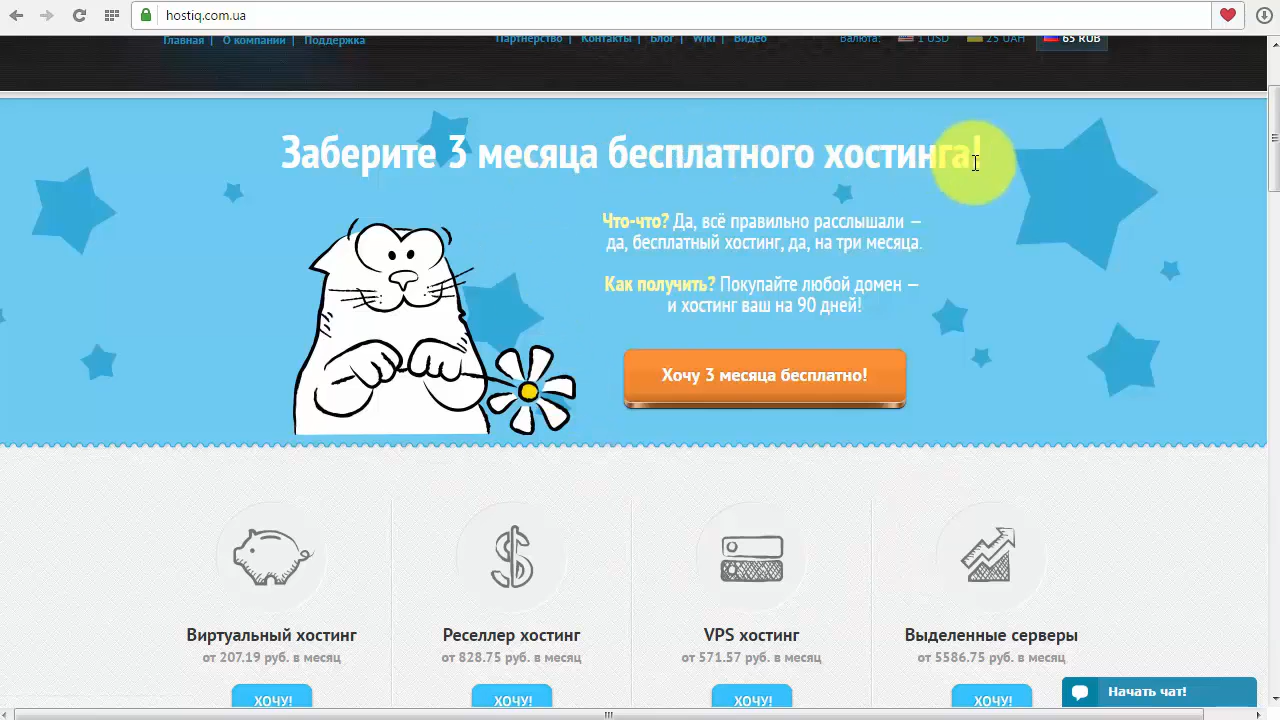 hostiq.com.ua
Главная | О компании | Поддержка
Партнерство | Контакты | Блог | Wiki | Видео
Валюта: 1 USD 25 UAH 65 RUB
Заберите 3 месяца бесплатного хостинга!
Что-что? Да, всё правильно расслышали —
да, бесплатный хостинг, да, на три месяца.
Как получить? Покупайте любой домен —
и хостинг ваш на 90 дней!
Хочу 3 месяца бесплатно!
Виртуальный хостинг
от 207.19 руб. в месяц
ХОЧУ!
Реселлер хостинг
от 828.75 руб. в месяц
ХОЧУ!
VPS хостинг
от 571.57 руб. в месяц
ХОЧУ!
Выделенные серверы
от 5586.75 руб. в месяц
ХОЧУ!
Начать чат!